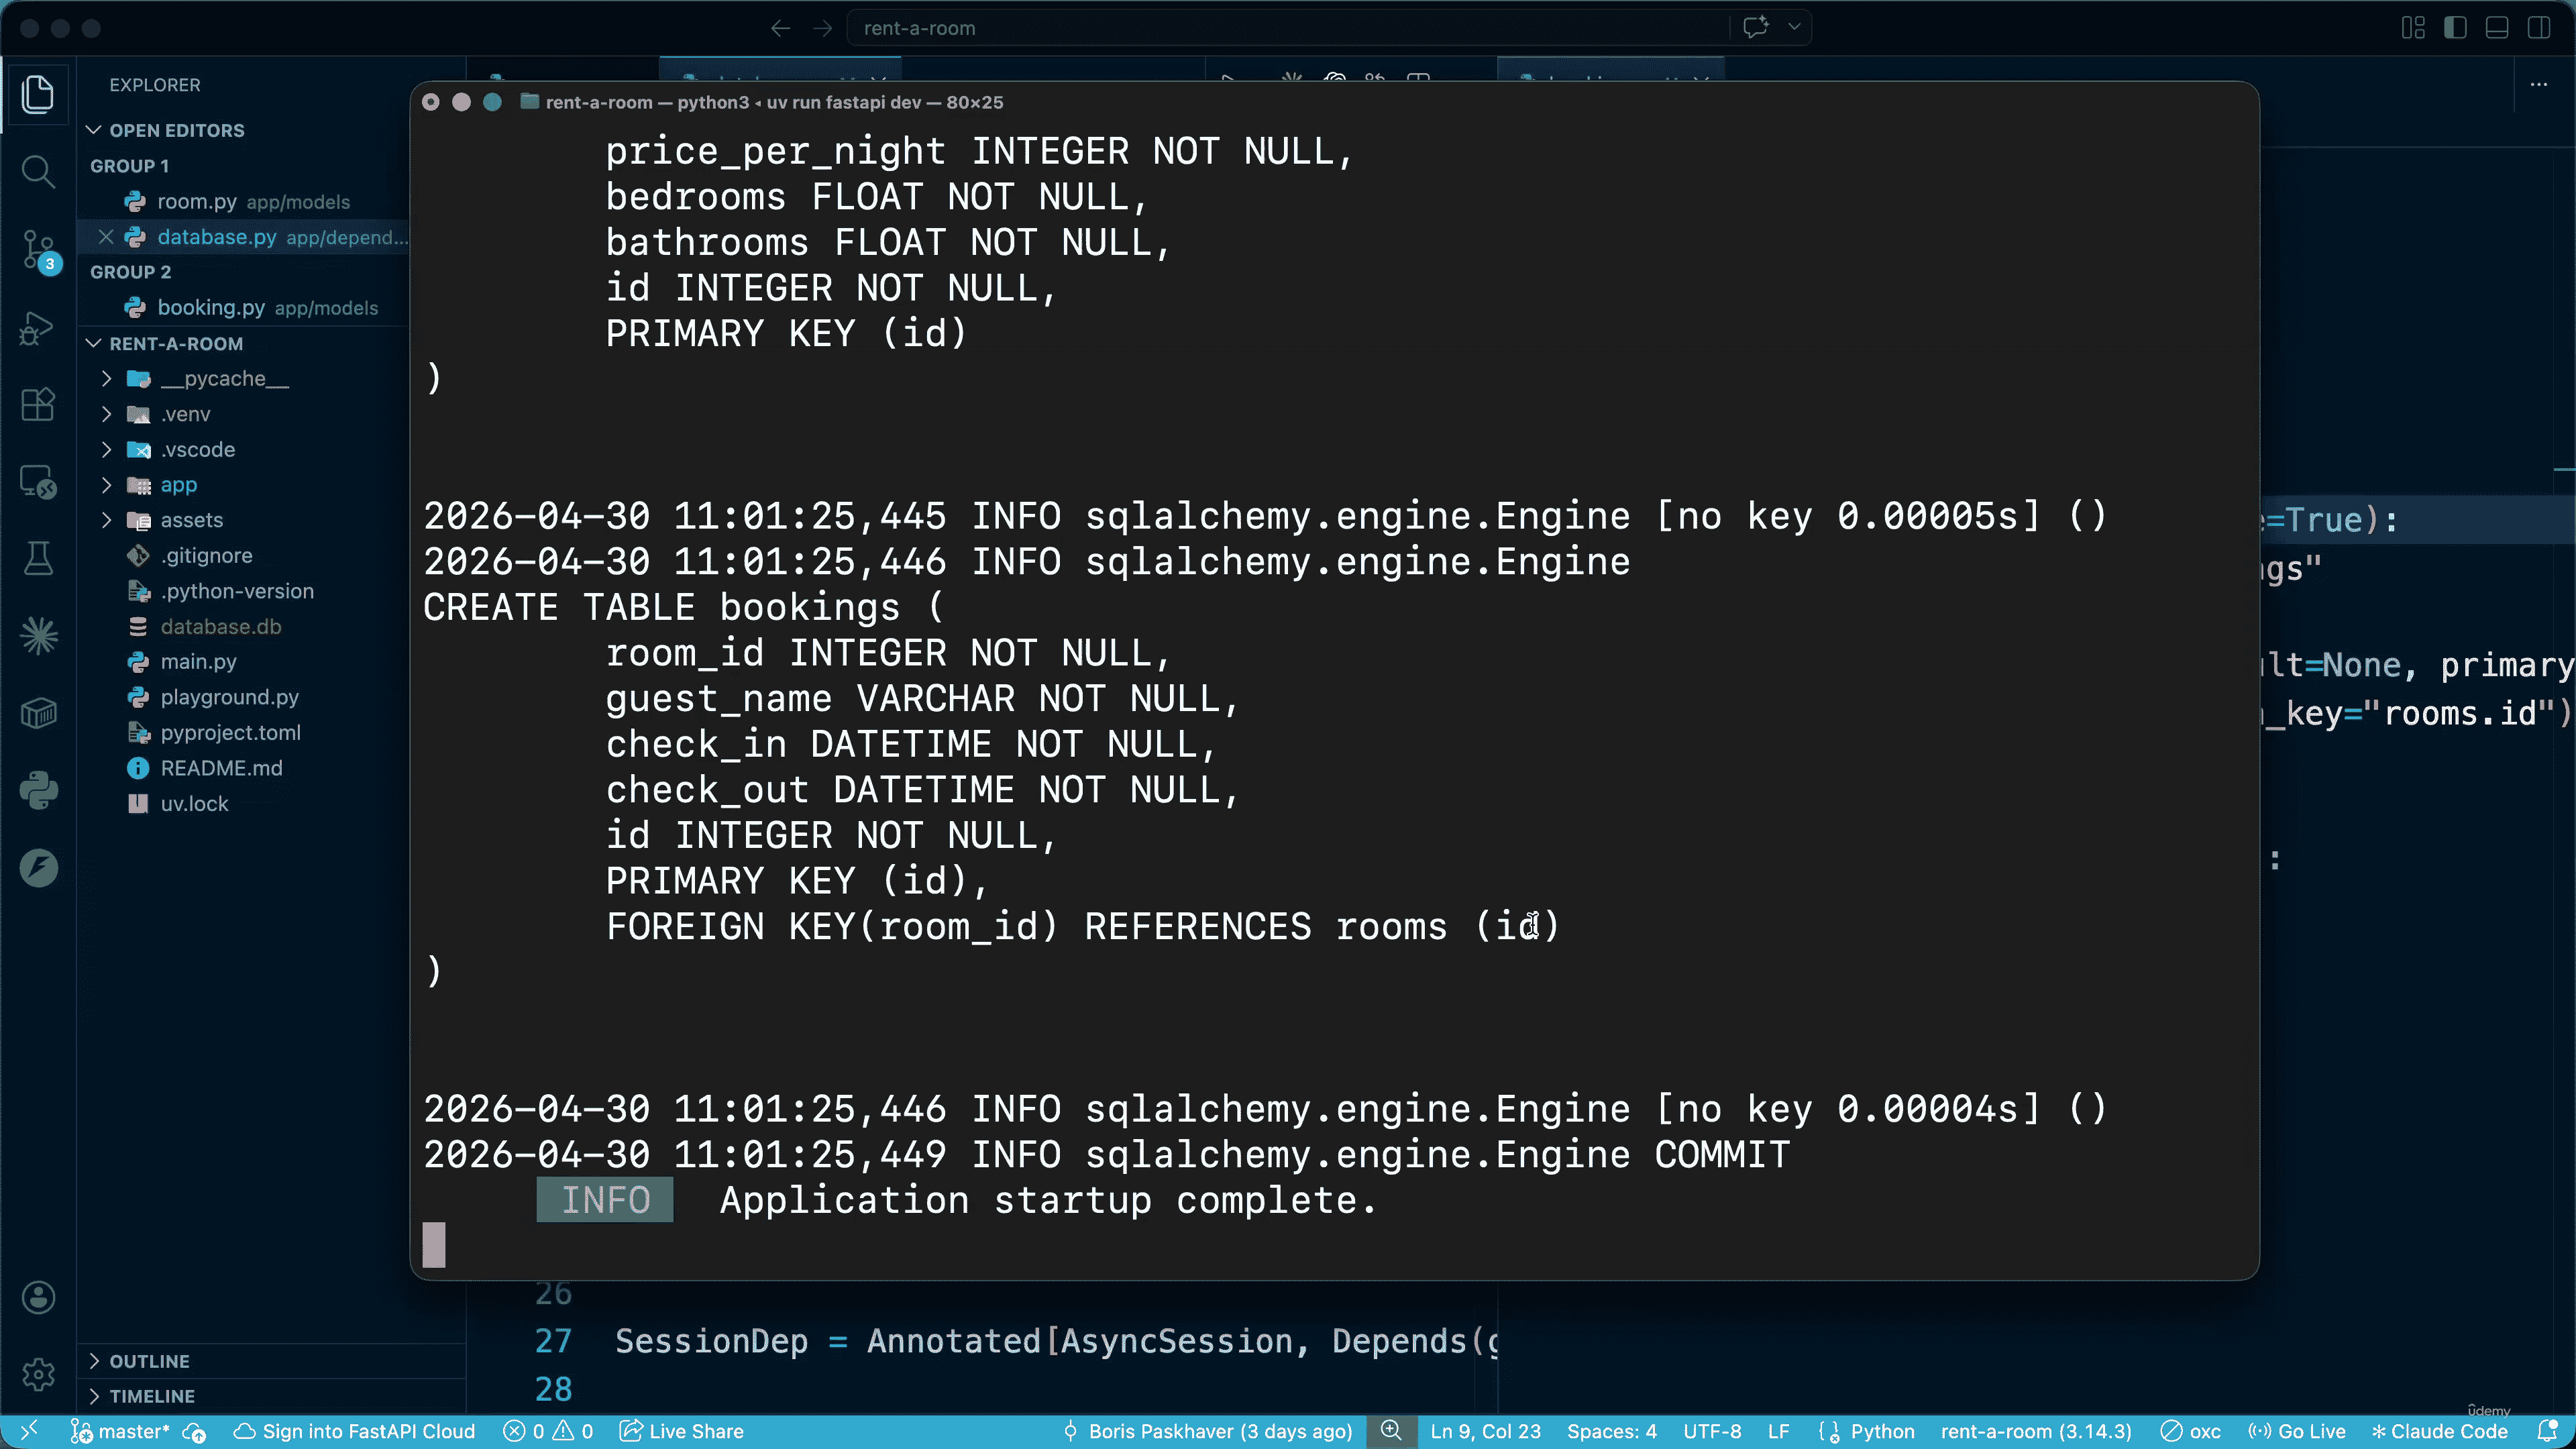 rent-a-room
EXPLORER
OPEN EDITORS
GROUP 1
room.py app/models
database.py app/depend...
GROUP 2
booking.py app/models
RENT-A-ROOM
__pycache__
.venv
.vscode
app
assets
.gitignore
.python-version
database.db
main.py
playground.py
pyproject.toml
README.md
uv.lock
OUTLINE
TIMELINE
3
rent-a-room — python3 ◂ uv run fastapi dev — 80×25
price_per_night INTEGER NOT NULL,
bedrooms FLOAT NOT NULL,
bathrooms FLOAT NOT NULL,
id INTEGER NOT NULL,
PRIMARY KEY (id)
)
2026-04-30 11:01:25,445 INFO sqlalchemy.engine.Engine [no key 0.00005s] ()
2026-04-30 11:01:25,446 INFO sqlalchemy.engine.Engine
CREATE TABLE bookings (
room_id INTEGER NOT NULL,
guest_name VARCHAR NOT NULL,
check_in DATETIME NOT NULL,
check_out DATETIME NOT NULL,
id INTEGER NOT NULL,
PRIMARY KEY (id),
FOREIGN KEY(room_id) REFERENCES rooms (id)
)
2026-04-30 11:01:25,446 INFO sqlalchemy.engine.Engine [no key 0.00004s] ()
2026-04-30 11:01:25,449 INFO sqlalchemy.engine.Engine COMMIT
INFO Application startup complete.
=True):
gs"
lt=None, primary
_key="rooms.id")
:
26
27 SessionDep = Annotated[AsyncSession, Depends(g
28
udemy
master* Sign into FastAPI Cloud 0 0 Live Share Boris Paskhaver (3 days ago) Ln 9, Col 23 Spaces: 4 UTF-8 LF Python rent-a-room (3.14.3) oxc Go Live Claude Code